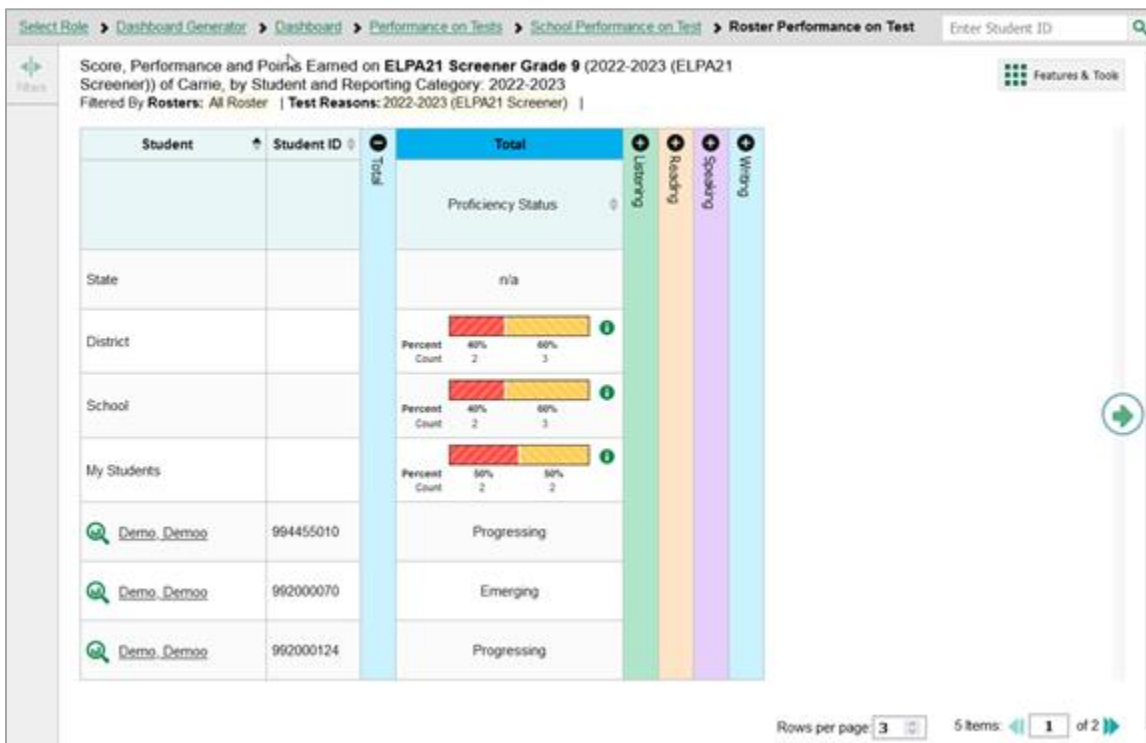 Select Role > Dashboard Generator > Dashboard > Performance on Tests > School Performance on Test > Roster Performance on Test
Enter Student ID
Filters
Score, Performance and Points Earned on ELPA21 Screener Grade 9 (2022-2023 (ELPA21
Screener)) of Carrie, by Student and Reporting Category: 2022-2023
Filtered By Rosters: All Roster | Test Reasons: 2022-2023 (ELPA21 Screener) |
Features & Tools
Student Student ID Total Total Listening Reading Speaking Writing
Proficiency Status
State n/a
District
Percent 40% 60%
Count 2 3
School
Percent 40% 60%
Count 2 3
My Students
Percent 50% 50%
Count 2 2
Demo, Demoo 994455010 Progressing
Demo, Demoo 992000070 Emerging
Demo, Demoo 992000124 Progressing
Rows per page: 3 5 Items: 1 of 2